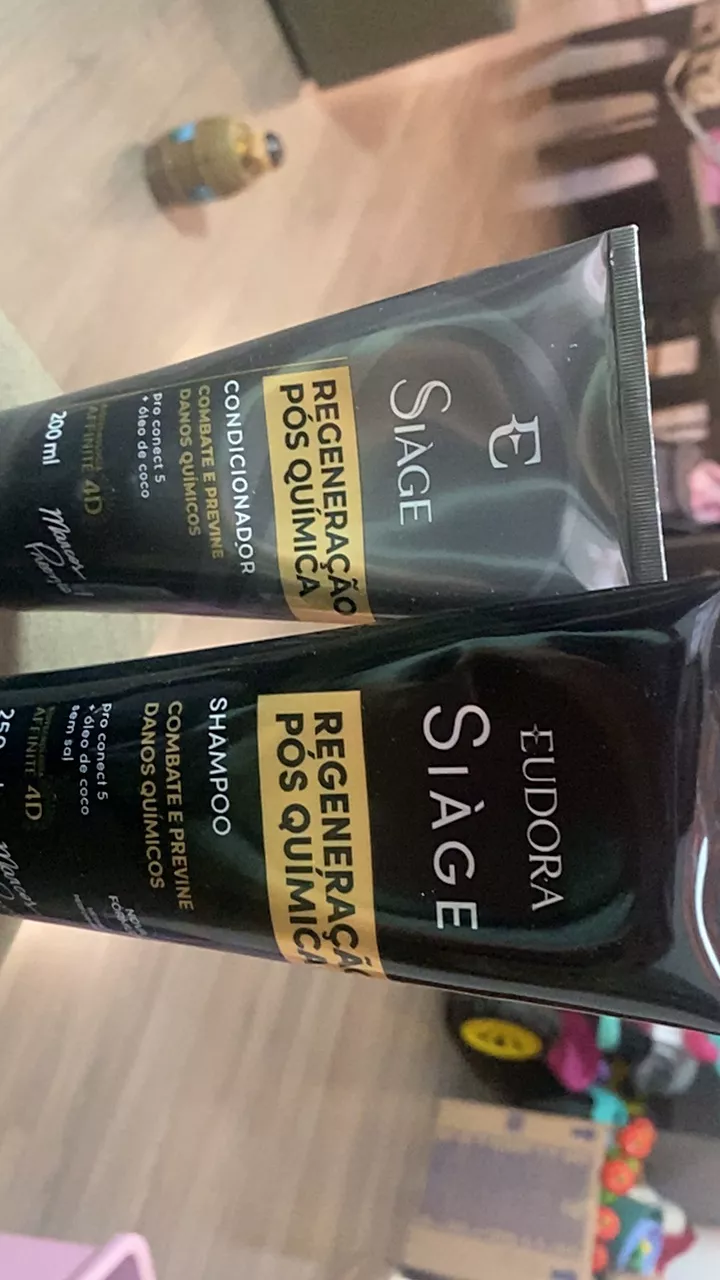 E
SIÀGE
REGENERAÇÃO
PÓS QUÍMICA
CONDICIONADOR
COMBATE E PREVINE
DANOS QUÍMICOS
pro conect 5
+ óleo de coco
AFFINITÉ 4D
200 ml
EUDORA
SIÀGE
REGENERAÇÃ
PÓS QUÍMICA
SHAMPOO
COMBATE E PREVINE
DANOS QUÍMICOS
pro conect 5
+ óleo de coco
sem sal
AFFINITÉ 4D